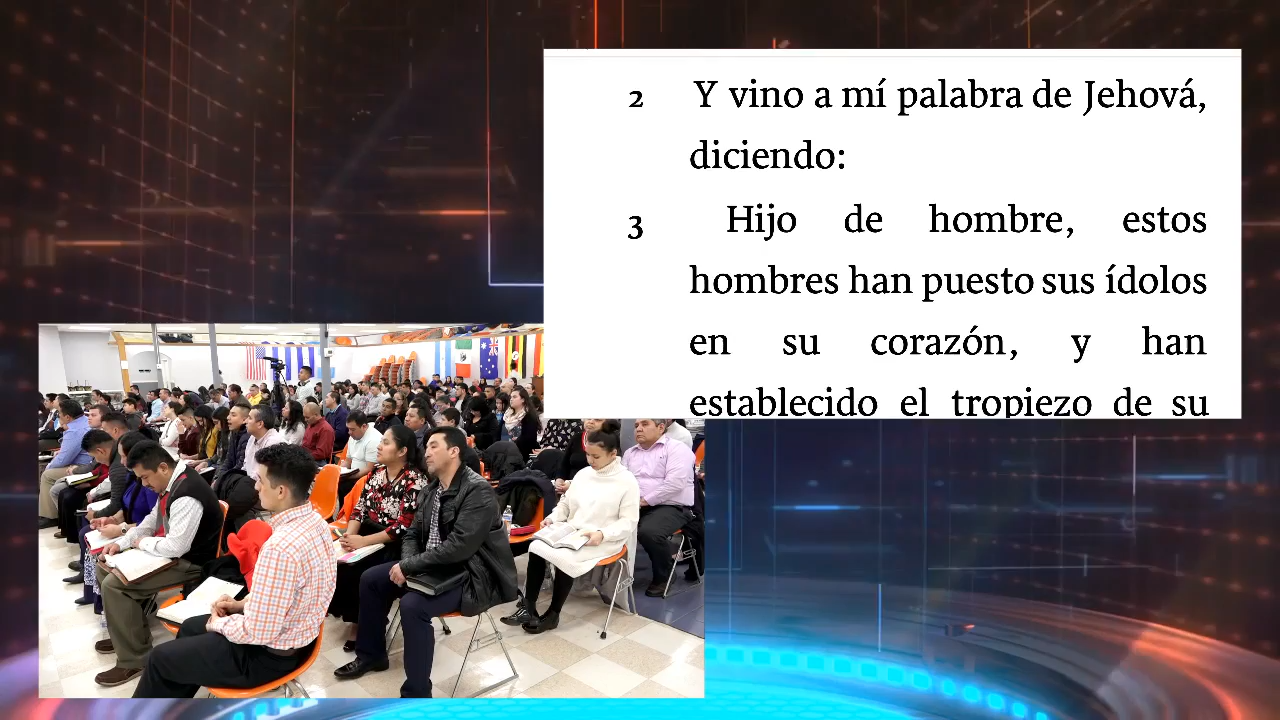 2 Y vino a mí palabra de Jehová,
diciendo:
3 Hijo de hombre, estos
hombres han puesto sus ídolos
en su corazón, y han
establecido el tropiezo de su